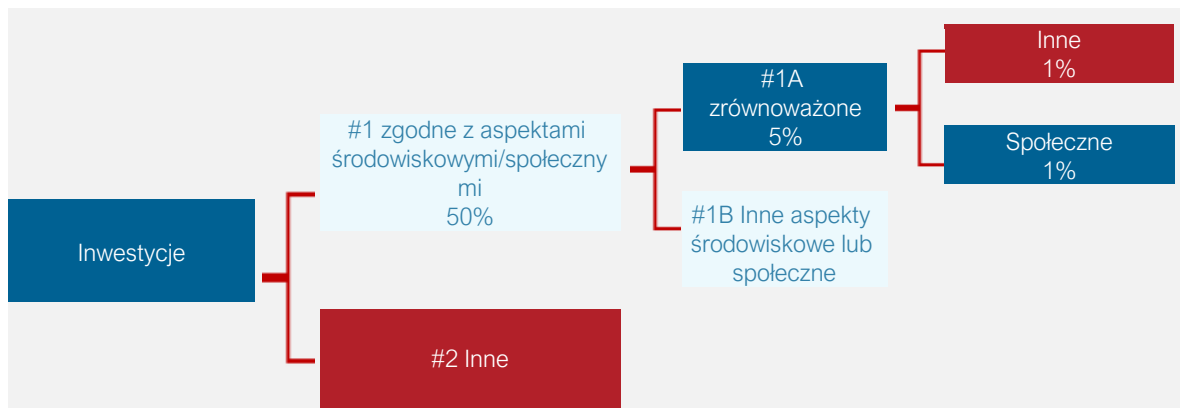 Inwestycje
#1 zgodne z aspektami
środowiskowymi/społeczny
mi
50%
#2 Inne
#1A
zrównoważone
5%
#1B Inne aspekty
środowiskowe lub
społeczne
Inne
1%
Społeczne
1%